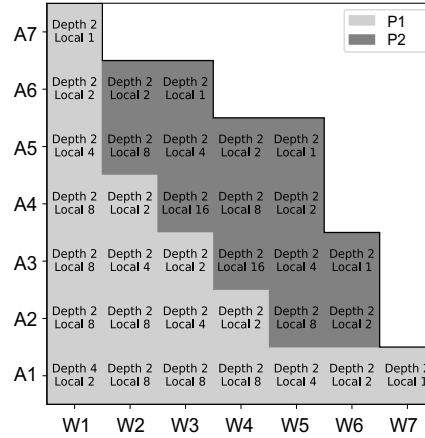 P1
P2
A7
Depth 2
Local 1
A6
Depth 2 Depth 2 Depth 2
Local 2 Local 2 Local 1
A5
Depth 2 Depth 2 Depth 2 Depth 2 Depth 2
Local 4 Local 8 Local 4 Local 2 Local 1
A4
Depth 2 Depth 2 Depth 2 Depth 2 Depth 2
Local 8 Local 2 Local 16 Local 8 Local 2
A3
Depth 2 Depth 2 Depth 2 Depth 2 Depth 2 Depth 2
Local 8 Local 4 Local 2 Local 16 Local 4 Local 1
A2
Depth 2 Depth 2 Depth 2 Depth 2 Depth 2 Depth 2
Local 8 Local 8 Local 4 Local 2 Local 8 Local 2
A1
Depth 4 Depth 2 Depth 2 Depth 2 Depth 2 Depth 2 Depth 2
Local 2 Local 8 Local 8 Local 8 Local 4 Local 2 Local 1
W1 W2 W3 W4 W5 W6 W7